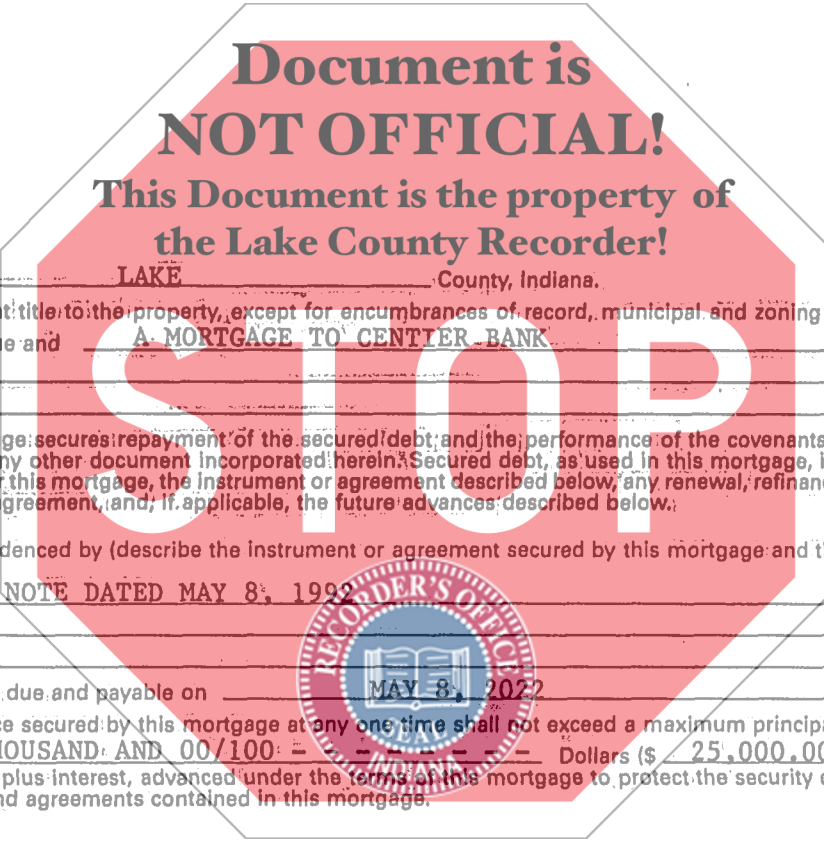 Document is
NOT OFFICIAL!
This Document is the property of
the Lake County Recorder!
LAKE County, Indiana.
title to the property, except for encumbrances of record, municipal and zoning
and A MORTGAGE TO CENTIER BANK
STOP
secures repayment of the secured debt and the performance of the covenants
other document incorporated herein. Secured debt, as used in this mortgage,
this mortgage, the instrument or agreement described below, any renewal,
agreement, and, if applicable, the future advances described below.
denced by (describe the instrument or agreement secured by this mortgage and
NOTE DATED MAY 8, 1992
RECORDER'S OFFICE
SEAL
INDIANA
due and payable on MAY 8, 2022
secured by this mortgage at any one time shall not exceed a maximum
HOUSAND AND 00/100 - - - - - - - - - Dollars ($ 25,000.00
plus interest, advanced under the terms of this mortgage to protect the security
nd agreements contained in this mortgage.